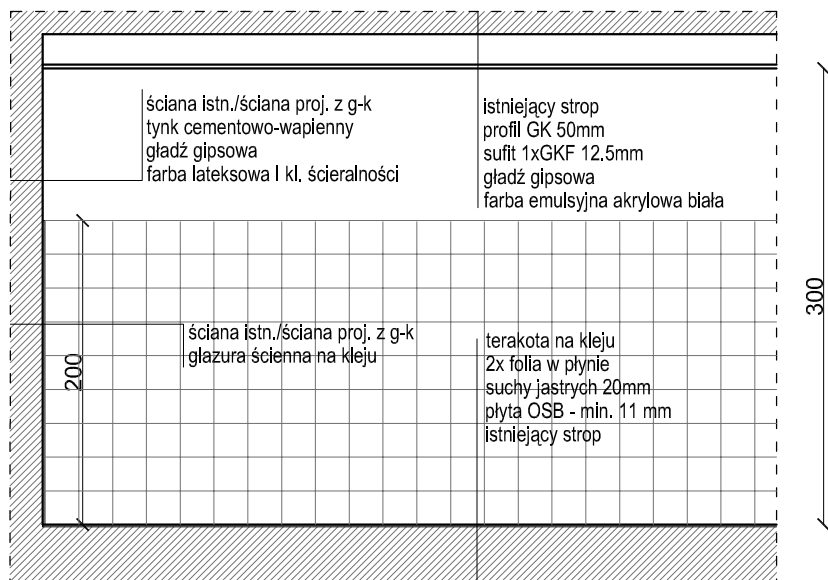 ściana istn./ściana proj. z g-k
tynk cementowo-wapienny
gładź gipsowa
farba lateksowa I kl. ścieralności
istniejący strop
profil GK 50mm
sufit 1xGKF 12.5mm
gładź gipsowa
farba emulsyjna akrylowa biała
300
ściana istn./ściana proj. z g-k
glazura ścienna na kleju
200
terakota na kleju
2x folia w płynie
suchy jastrych 20mm
płyta OSB - min. 11 mm
istniejący strop